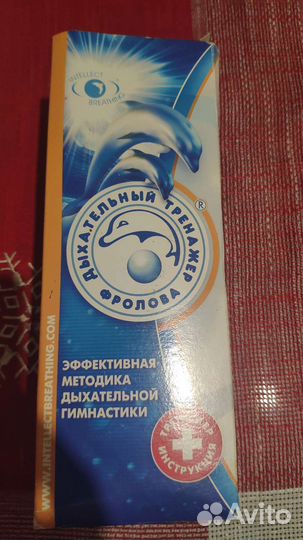 INTELLECT
BREATHING
ДЫХАТЕЛЬНЫЙ ТРЕНАЖЕР
ФРОЛОВА
®
ЭФФЕКТИВНАЯ
МЕТОДИКА
ДЫХАТЕЛЬНОЙ
ГИМНАСТИКИ
WWW.INTELLECTBREATHING.COM
ИНСТРУКЦИЯ
Avito